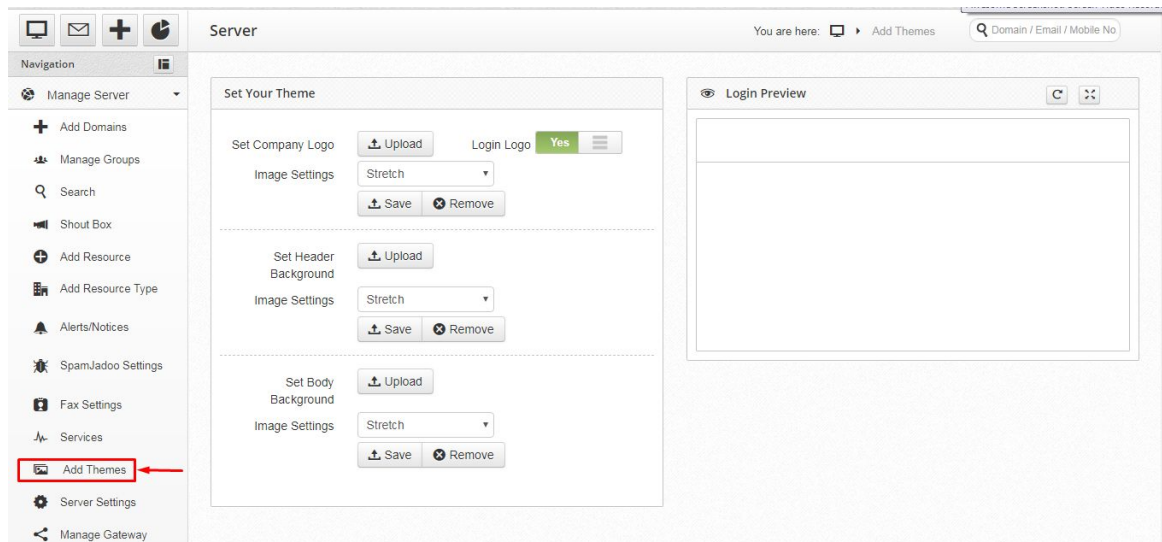 Server
You are here: Add Themes
Domain / Email / Mobile No
Navigation
Manage Server
Add Domains
Manage Groups
Search
Shout Box
Add Resource
Add Resource Type
Alerts/Notices
SpamJadoo Settings
Fax Settings
Services
Add Themes
Server Settings
Manage Gateway
Set Your Theme
Set Company Logo Upload Login Logo Yes
Image Settings Stretch
Save Remove
Set Header
Background
Upload
Image Settings Stretch
Save Remove
Set Body
Background
Upload
Image Settings Stretch
Save Remove
Login Preview